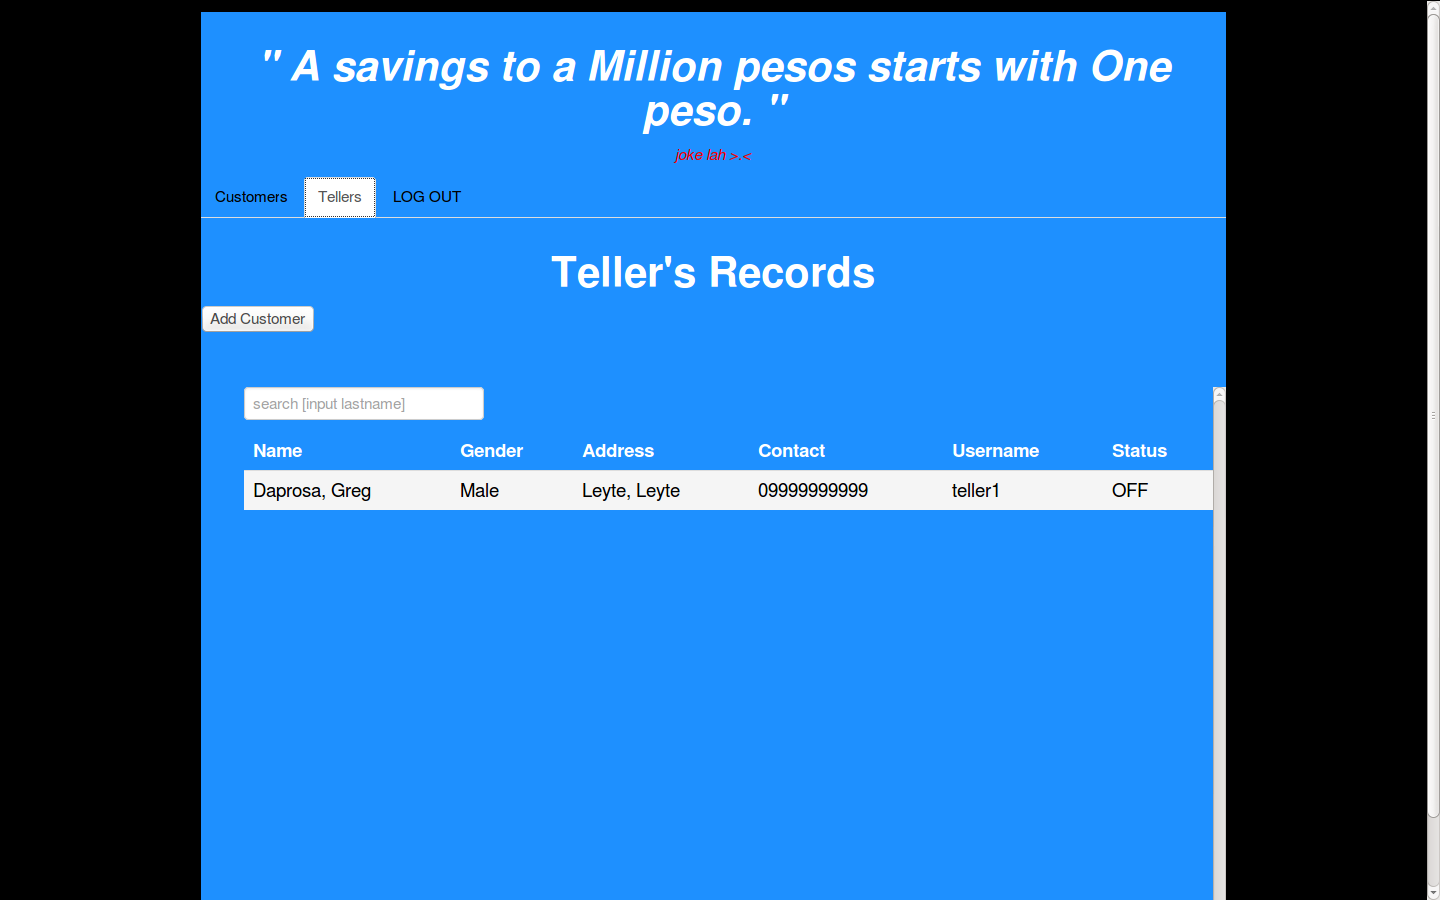 " A savings to a Million pesos starts with One
peso. "
joke lah >.<
Customers Tellers LOG OUT
Teller's Records
Add Customer
search [input lastname]
Name Gender Address Contact Username Status
Daprosa, Greg Male Leyte, Leyte 09999999999 teller1 OFF